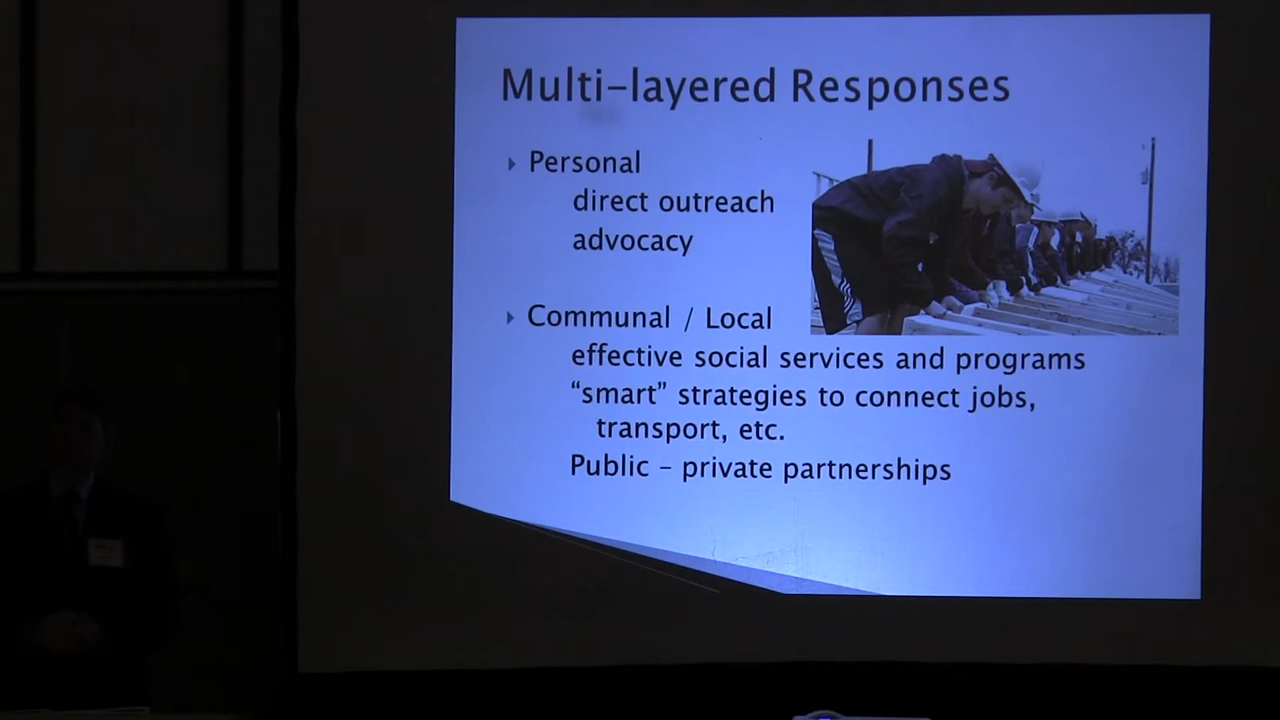 Multi-layered Responses
Personal
direct outreach
advocacy
Communal / Local
effective social services and programs
“smart” strategies to connect jobs,
transport, etc.
Public – private partnerships